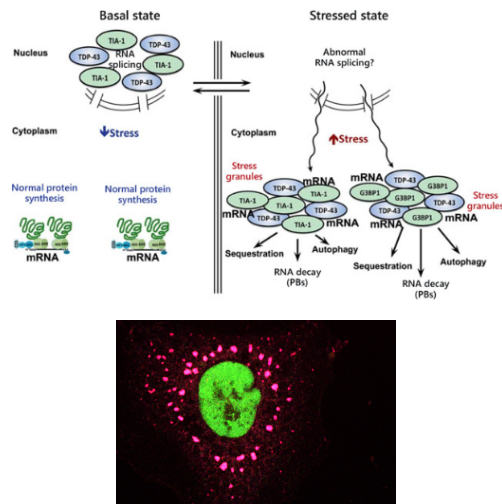 Basal state
Nucleus
TIA-1
TDP-43
TDP-43
RNA
splicing
TIA-1
TIA-1
TDP-43
Cytoplasm
Stress
Normal protein
synthesis
Normal protein
synthesis
mRNA
mRNA
Stressed state
Nucleus
Abnormal
RNA splicing?
Cytoplasm
Stress
Stress
granules
mRNA
TDP-43
TIA-1
TIA-1
TIA-1
mRNA
TDP-43
TDP-43
mRNA
TIA-1
mRNA
TDP-43
G3BP1
G3BP1
G3BP1
TDP-43
TDP-43
mRNA
G3BP1
Stress
granules
Sequestration
Autophagy
RNA decay
(PBs)
Sequestration
Autophagy
RNA decay
(PBs)